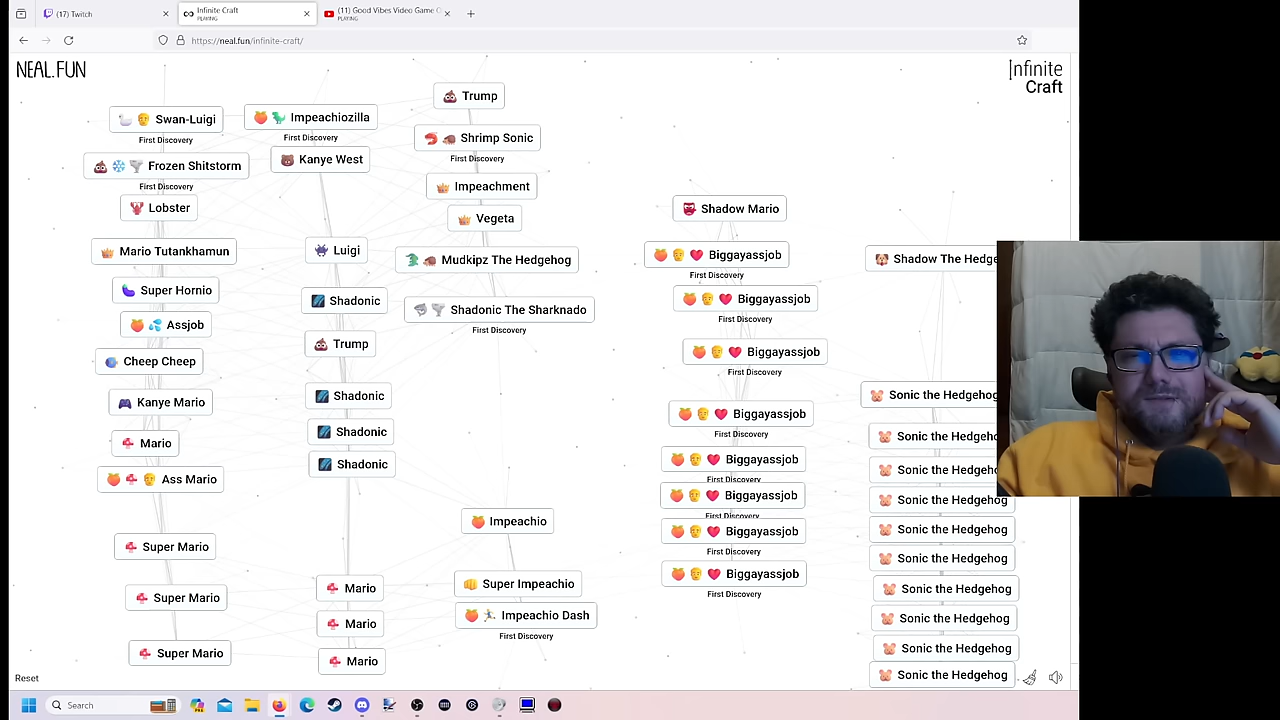 (17) Twitch
Infinite Craft
PLAYING
(11) Good Vibes Video Game
PLAYING
https://neal.fun/infinite-craft/
NEAL.FUN
Infinite
Craft
Swan-Luigi
First Discovery
Frozen Shitstorm
First Discovery
Lobster
Mario Tutankhamun
Super Hornio
Assjob
Cheep Cheep
Kanye Mario
Mario
Ass Mario
Super Mario
Super Mario
Super Mario
Impeachiozilla
First Discovery
Kanye West
Luigi
Shadonic
Trump
Shadonic
Shadonic
Shadonic
Mario
Mario
Mario
Trump
Shrimp Sonic
First Discovery
Impeachment
Vegeta
Mudkipz The Hedgehog
Shadonic The Sharknado
First Discovery
Impeachio
Super Impeachio
Impeachio Dash
First Discovery
Shadow Mario
Biggayassjob
First Discovery
Biggayassjob
First Discovery
Biggayassjob
First Discovery
Biggayassjob
First Discovery
Biggayassjob
First Discovery
Biggayassjob
First Discovery
Biggayassjob
First Discovery
Biggayassjob
First Discovery
Shadow The Hedge
Sonic the Hedgehog
Sonic the Hedgeho
Sonic the Hedgeho
Sonic the Hedgehog
Sonic the Hedgehog
Sonic the Hedgehog
Sonic the Hedgehog
Sonic the Hedgehog
Sonic the Hedgehog
Sonic the Hedgehog
Reset
Search